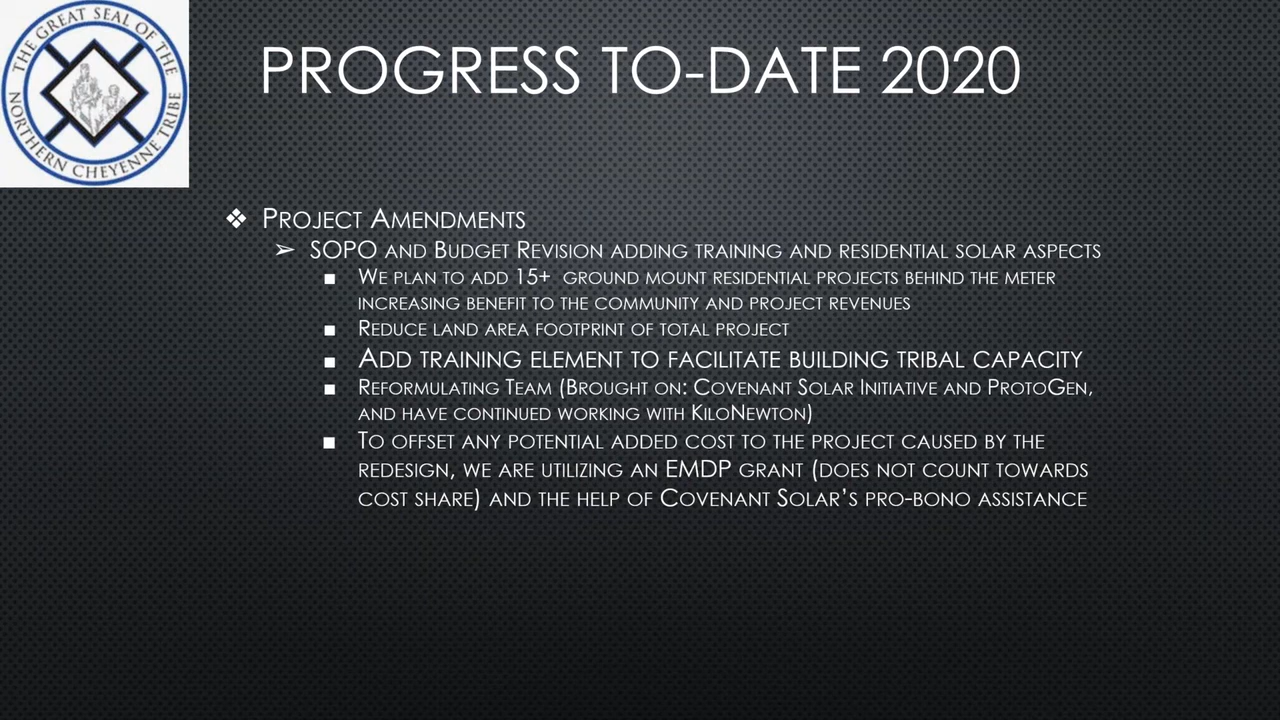 THE GREAT SEAL OF THE
NORTHERN CHEYENNE TRIBE
PROGRESS TO-DATE 2020
❖ Project Amendments
➢ SOPO and Budget Revision adding training and residential solar aspects
■ We plan to add 15+ ground mount residential projects behind the meter
increasing benefit to the community and project revenues
■ Reduce land area footprint of total project
■ Add training element to facilitate building tribal capacity
■ Reformulating Team (Brought on: Covenant Solar Initiative and ProtoGen,
and have continued working with KiloNewton)
■ To offset any potential added cost to the project caused by the
redesign, we are utilizing an EMDP grant (does not count towards
cost share) and the help of Covenant Solar’s pro-bono assistance